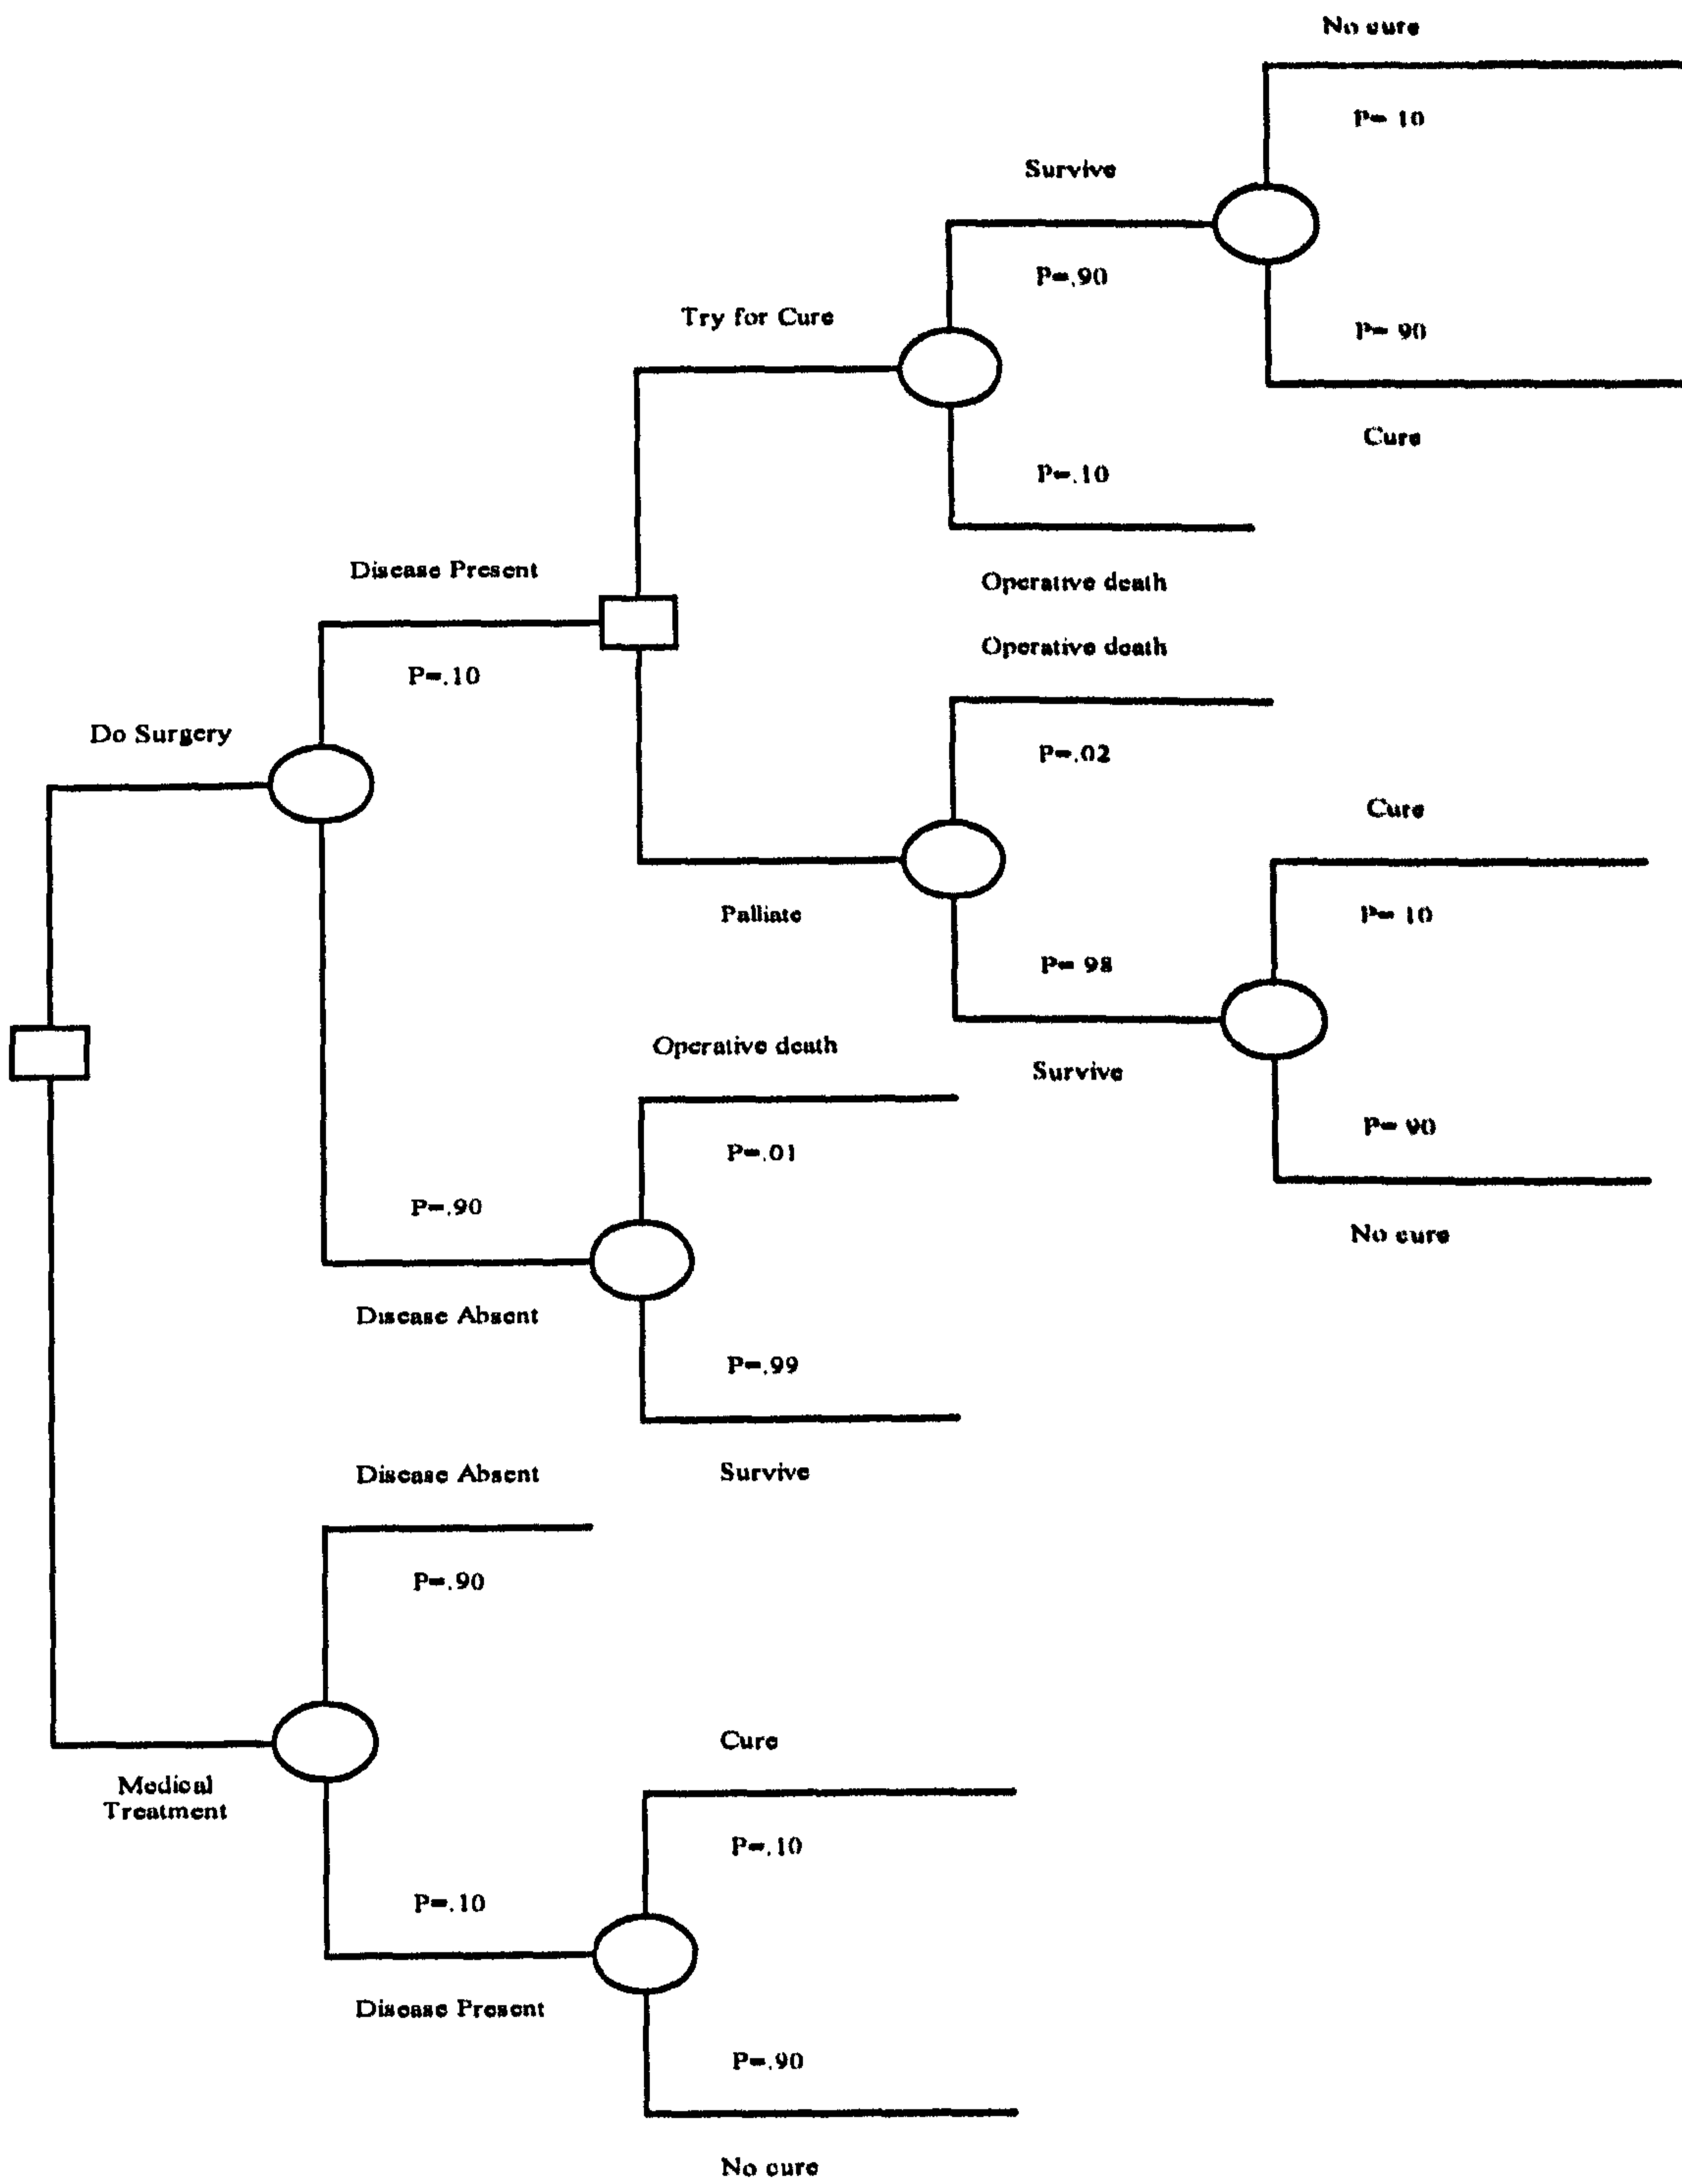 No cure
P= 10
Survive
P=.90
P= 90
Try for Cure
Cure
P=.10
Disease Present
Operative death
Operative death
P=.10
Do Surgery
P=.02
Cure
Palliate
P= 10
P= 98
Operative death
Survive
P=.01
P= 90
P=.90
No cure
Disease Absent
P=.99
Disease Absent
Survive
P=.90
Cure
Medical
Treatment
P=.10
P=.10
Disease Present
P=.90
No cure